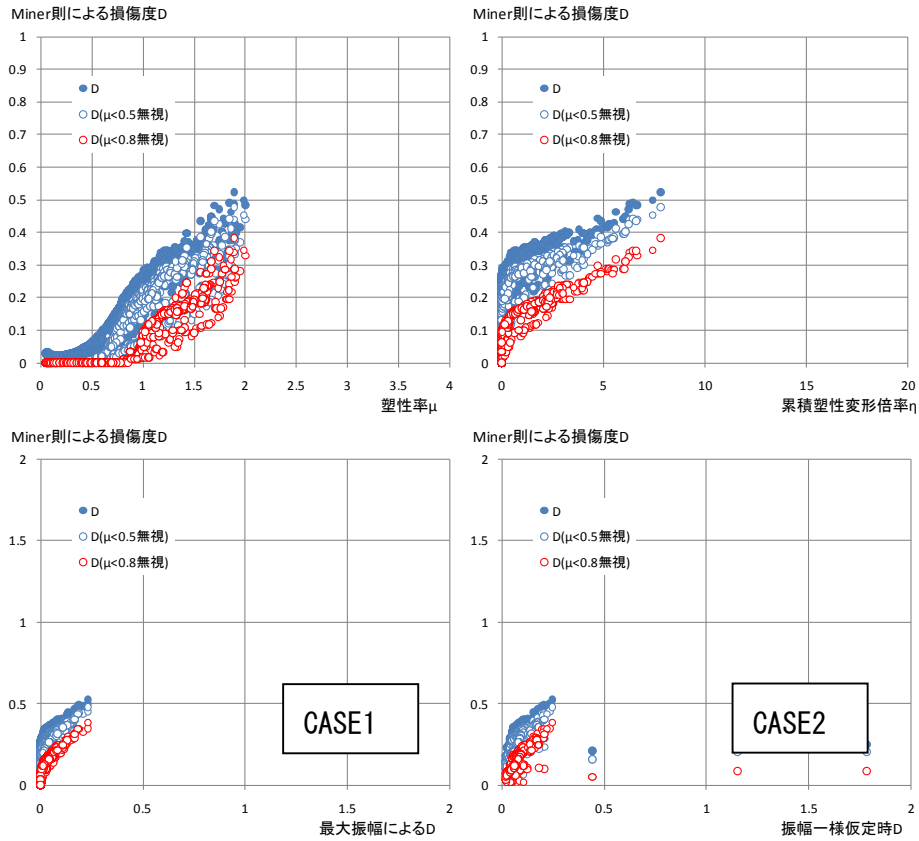 Miner則による損傷度D
1
0.9
0.8
0.7
0.6
0.5
0.4
0.3
0.2
0.1
0
D
D(μ<0.5無視)
D(μ<0.8無視)
0 0.5 1 1.5 2 2.5 3 3.5 4
塑性率μ
Miner則による損傷度D
1
0.9
0.8
0.7
0.6
0.5
0.4
0.3
0.2
0.1
0
D
D(μ<0.5無視)
D(μ<0.8無視)
0 5 10 15 20
累積塑性変形倍率η
Miner則による損傷度D
2
1.5
1
0.5
0
D
D(μ<0.5無視)
D(μ<0.8無視)
CASE1
0 0.5 1 1.5 2
最大振幅によるD
Miner則による損傷度D
2
1.5
1
0.5
0
D
D(μ<0.5無視)
D(μ<0.8無視)
CASE2
0 0.5 1 1.5 2
振幅一様仮定時D